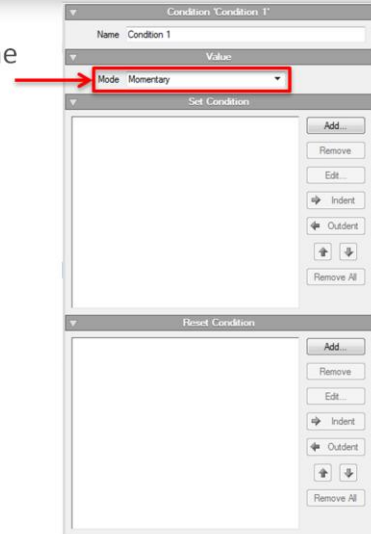 Condition 'Condition 1'
Name Condition 1
Value
Mode Momentary
Set Condition
Add...
Remove
Edit...
Indent
Outdent
Remove All
Reset Condition
Add...
Remove
Edit...
Indent
Outdent
Remove All